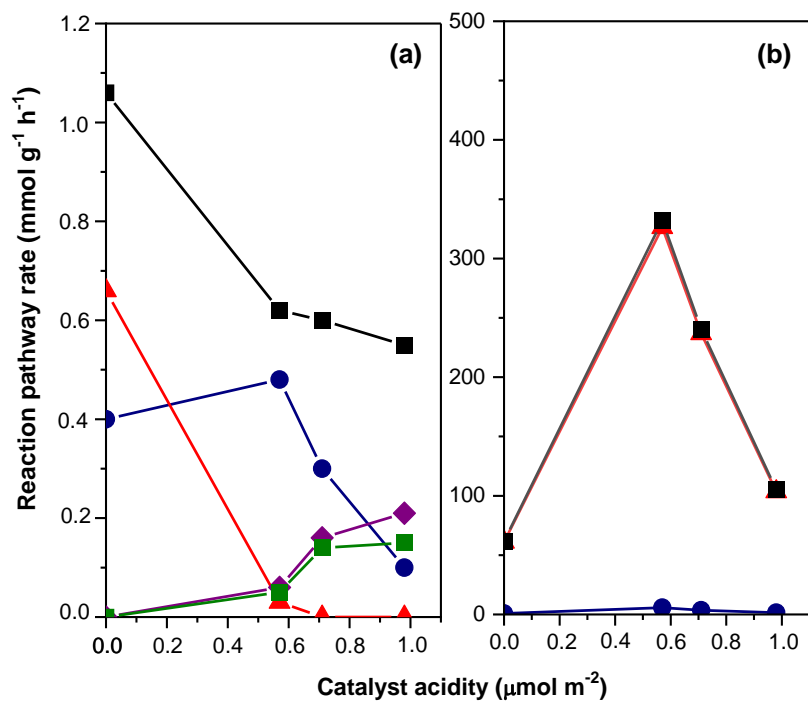 (a)
(b)
Reaction pathway rate (mmol g⁻¹ h⁻¹)
1.2
1.0
0.8
0.6
0.4
0.2
0.0
0.0 0.2 0.4 0.6 0.8 1.0
500
400
300
200
100
0
0.0 0.2 0.4 0.6 0.8 1.0
Catalyst acidity (μmol m⁻²)